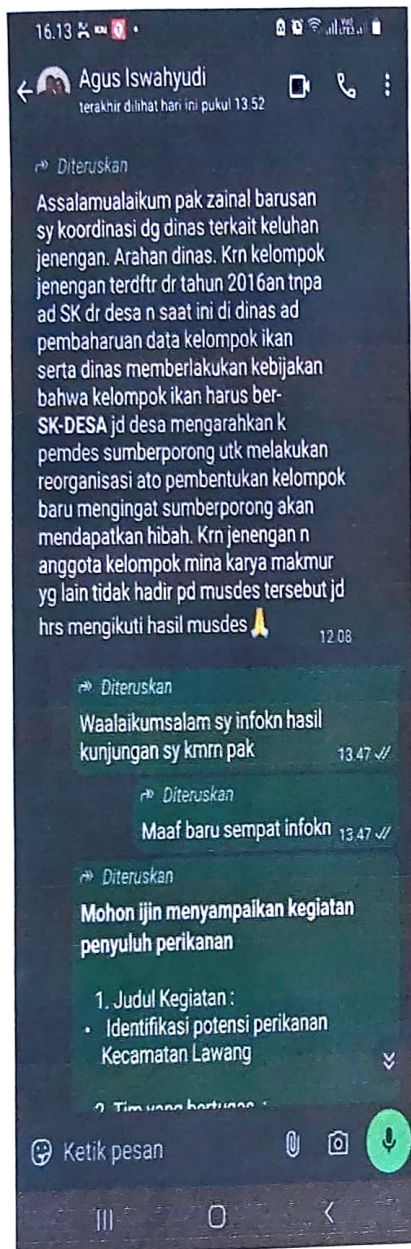 16.13
Agus Iswahyudi
terakhir dilihat hari ini pukul 13.52
Diteruskan
Assalamualaikum pak zainal barusan
sy koordinasi dg dinas terkait keluhan
jenengan. Arahan dinas. Krn kelompok
jenengan terdftr dr tahun 2016an tnpa
ad SK dr desa n saat ini di dinas ad
pembaharuan data kelompok ikan
serta dinas memberlakukan kebijakan
bahwa kelompok ikan harus ber-
SK-DESA jd desa mengarahkan k
pemdes sumberporong utk melakukan
reorganisasi ato pembentukan kelompok
baru mengingat sumberporong akan
mendapatkan hibah. Krn jenengan n
anggota kelompok mina karya makmur
yg lain tidak hadir pd musdes tersebut jd
hrs mengikuti hasil musdes 🙏
12.08
Diteruskan
Waalaikumsalam sy infokn hasil
kunjungan sy kmrn pak
13.47
Diteruskan
Maaf baru sempat infokn 13.47
Diteruskan
Mohon ijin menyampaikan kegiatan
penyuluh perikanan
1. Judul Kegiatan :
• Identifikasi potensi perikanan
Kecamatan Lawang
2. Tim yang bertugas :
Ketik pesan